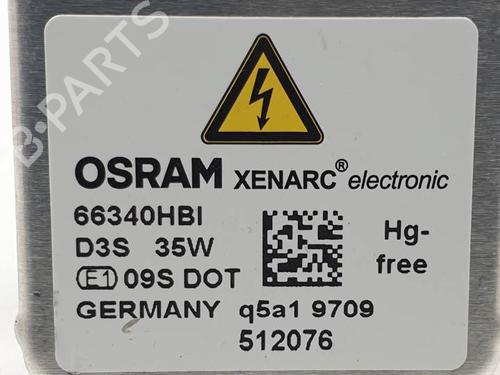 B-PARTS
OSRAM XENARC® electronic
66340HBI
D3S 35W
Hg-
free
E1 09S DOT
GERMANY q5a1 9709
512076